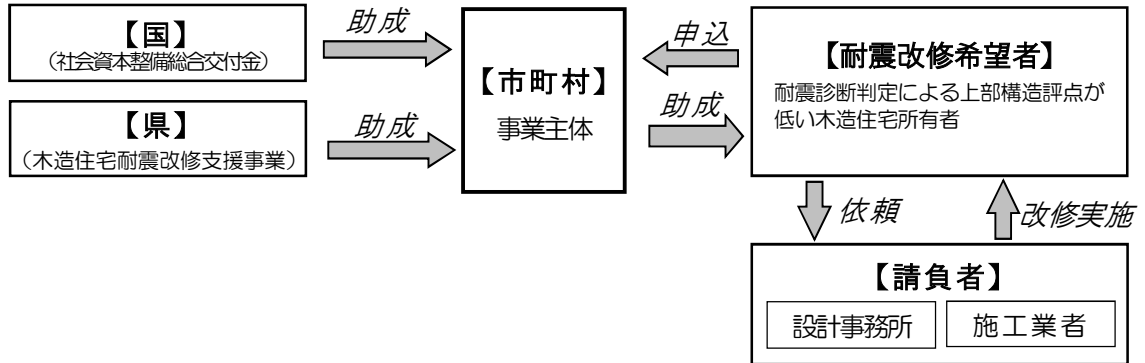 【国】
（社会資本整備総合交付金）
助成
【県】
（木造住宅耐震改修支援事業）
助成
【市町村】
事業主体
申込
助成
【耐震改修希望者】
耐震診断判定による上部構造評点が
低い木造住宅所有者
依頼
改修実施
【請負者】
設計事務所
施工業者